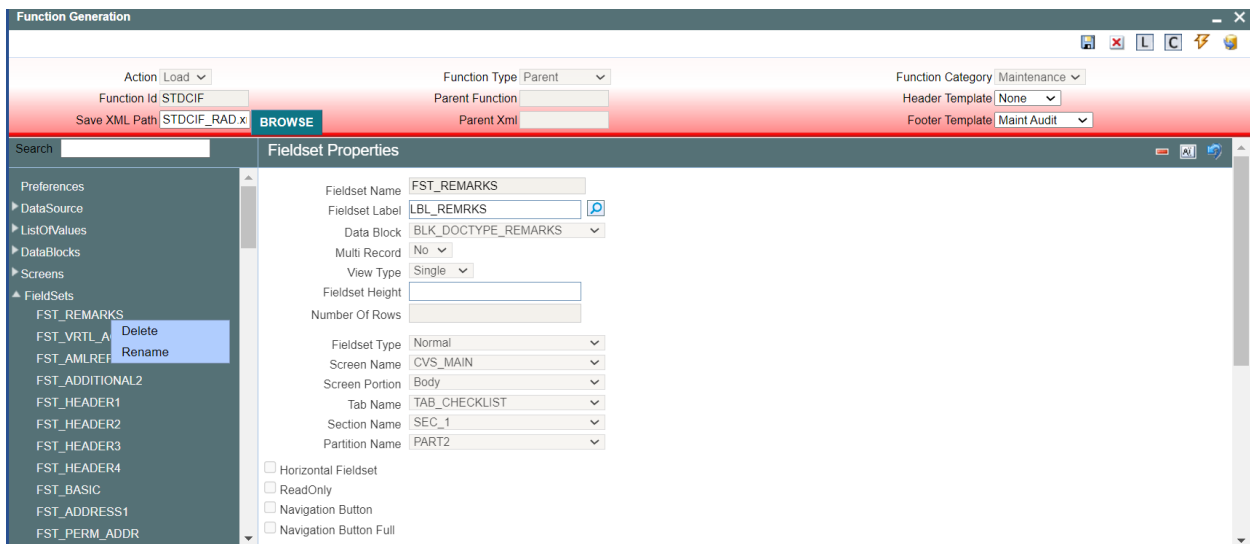 Function Generation
L C
Action Load Function Type Parent Function Category Maintenance
Function Id STDCIF Parent Function Header Template None
Save XML Path STDCIF_RAD.x BROWSE Parent Xml Footer Template Maint Audit
Search Fieldset Properties
Preferences
DataSource
ListOfValues
DataBlocks
Screens
FieldSets
FST_REMARKS
FST_VRTL_A
FST_AMLREF
FST_ADDITIONAL2
FST_HEADER1
FST_HEADER2
FST_HEADER3
FST_HEADER4
FST_BASIC
FST_ADDRESS1
FST_PERM_ADDR
Delete
Rename
Fieldset Name FST_REMARKS
Fieldset Label LBL_REMRKS
Data Block BLK_DOCTYPE_REMARKS
Multi Record No
View Type Single
Fieldset Height
Number Of Rows
Fieldset Type Normal
Screen Name CVS_MAIN
Screen Portion Body
Tab Name TAB_CHECKLIST
Section Name SEC_1
Partition Name PART2
Horizontal Fieldset
ReadOnly
Navigation Button
Navigation Button Full